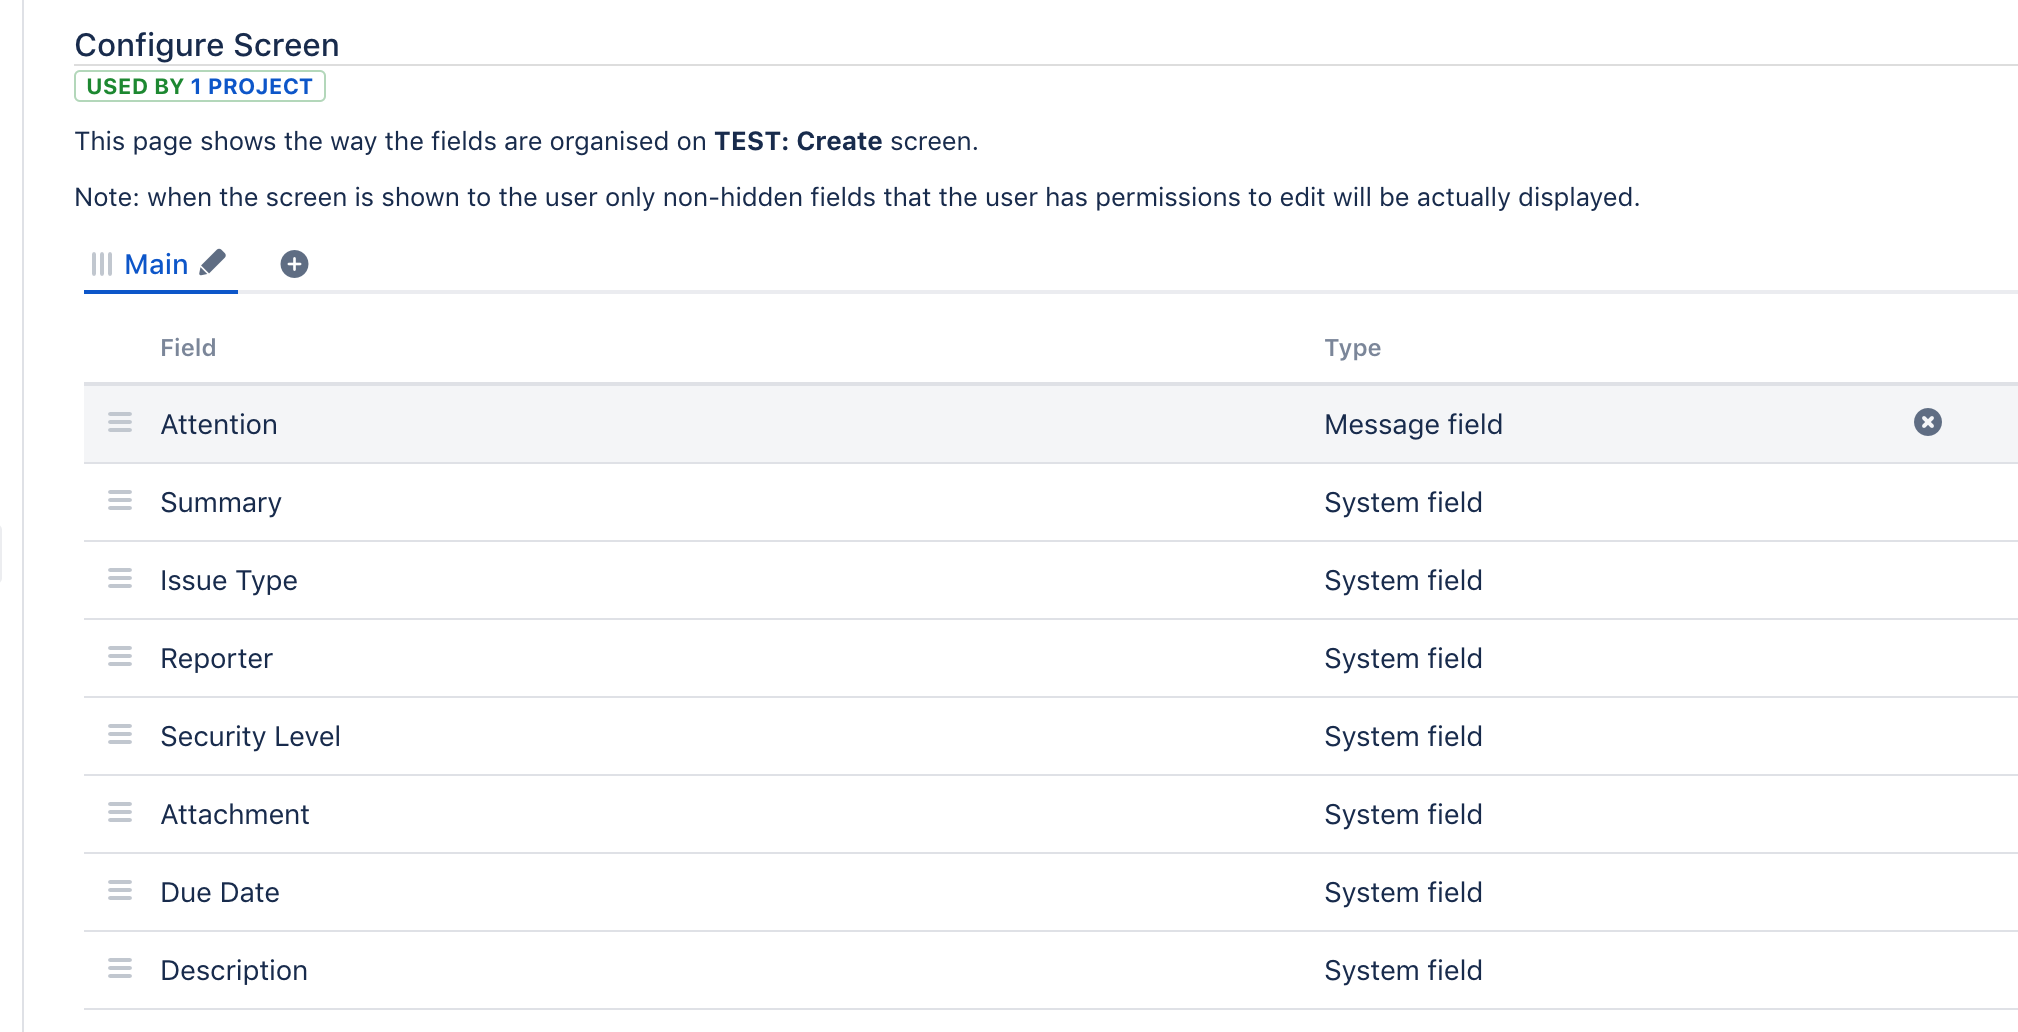 Configure Screen
USED BY 1 PROJECT
This page shows the way the fields are organised on TEST: Create screen.
Note: when the screen is shown to the user only non-hidden fields that the user has permissions to edit will be actually displayed.
Main
Field Type
Attention Message field
Summary System field
Issue Type System field
Reporter System field
Security Level System field
Attachment System field
Due Date System field
Description System field